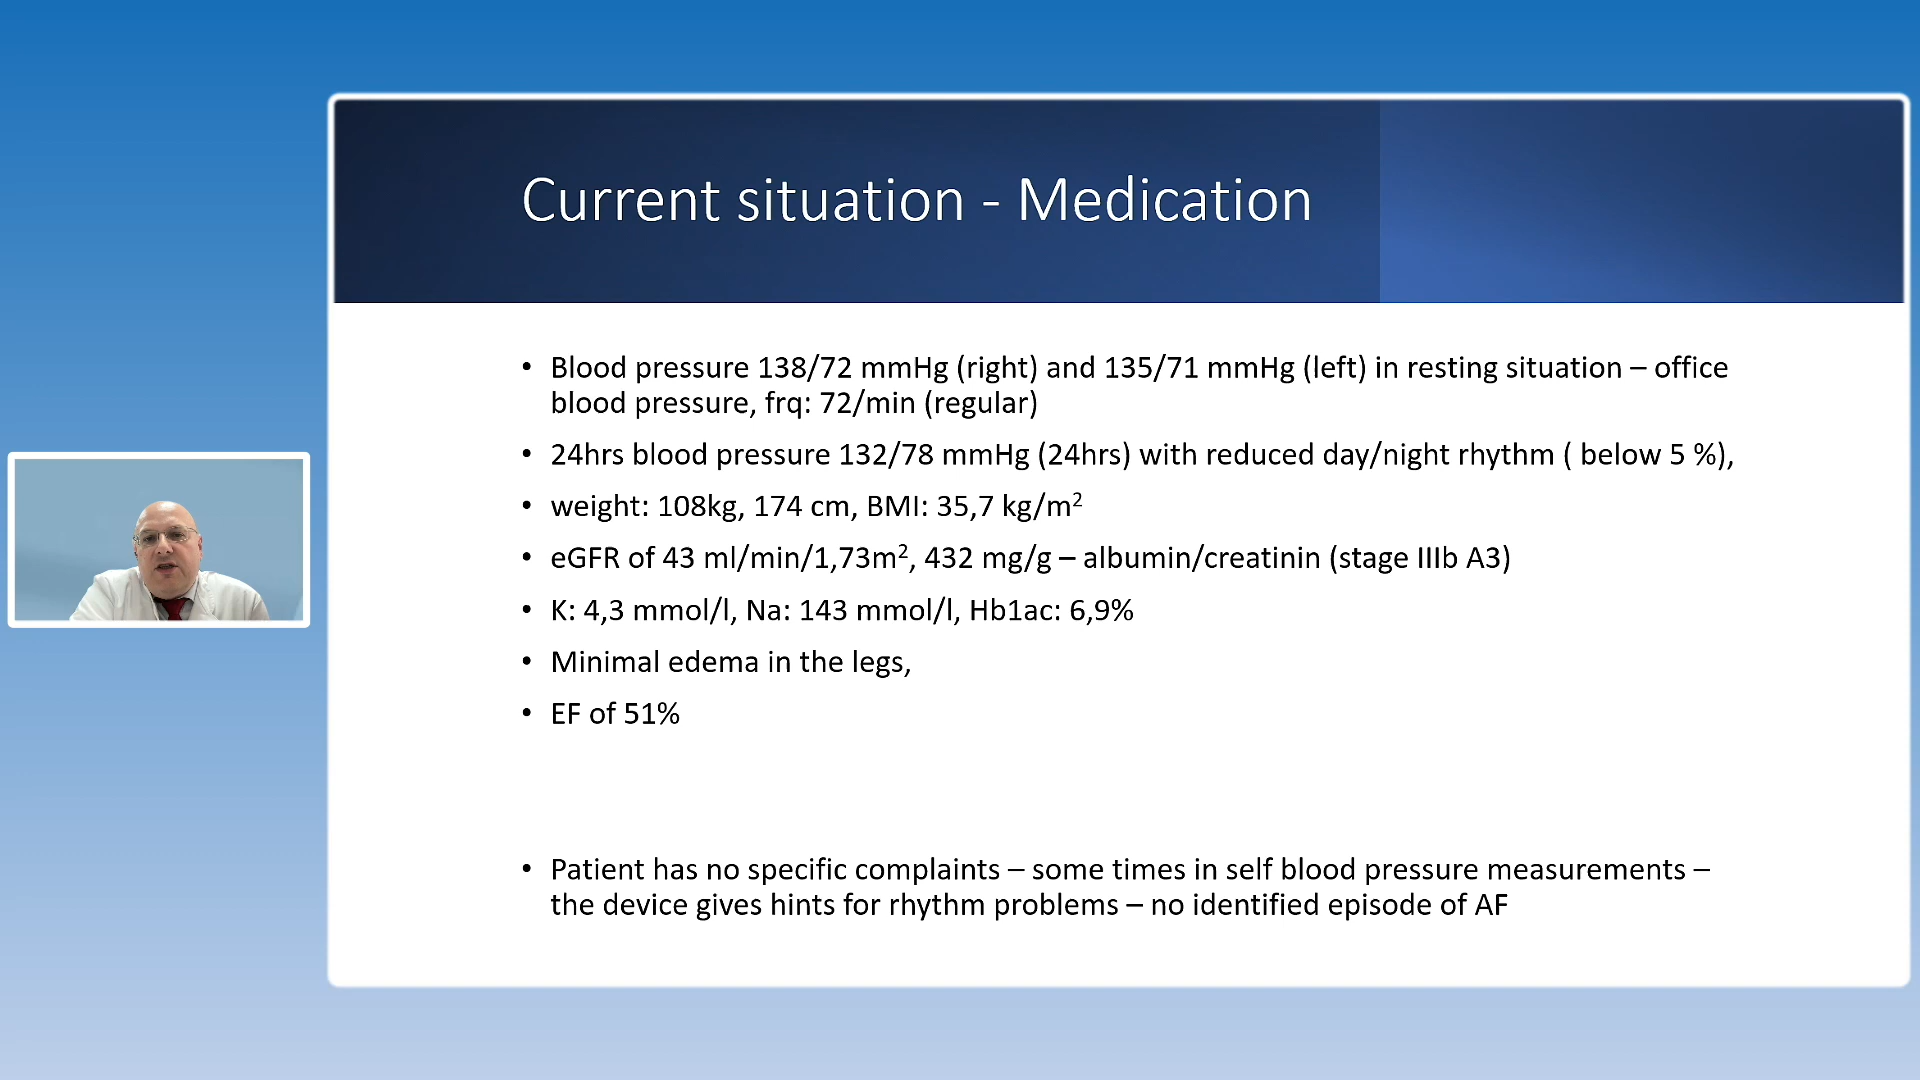 Current situation - Medication
• Blood pressure 138/72 mmHg (right) and 135/71 mmHg (left) in resting situation – office
blood pressure, frq: 72/min (regular)
• 24hrs blood pressure 132/78 mmHg (24hrs) with reduced day/night rhythm ( below 5 %),
• weight: 108kg, 174 cm, BMI: 35,7 kg/m²
• eGFR of 43 ml/min/1,73m², 432 mg/g – albumin/creatinin (stage IIIb A3)
• K: 4,3 mmol/l, Na: 143 mmol/l, Hb1ac: 6,9%
• Minimal edema in the legs,
• EF of 51%
• Patient has no specific complaints – some times in self blood pressure measurements –
the device gives hints for rhythm problems – no identified episode of AF